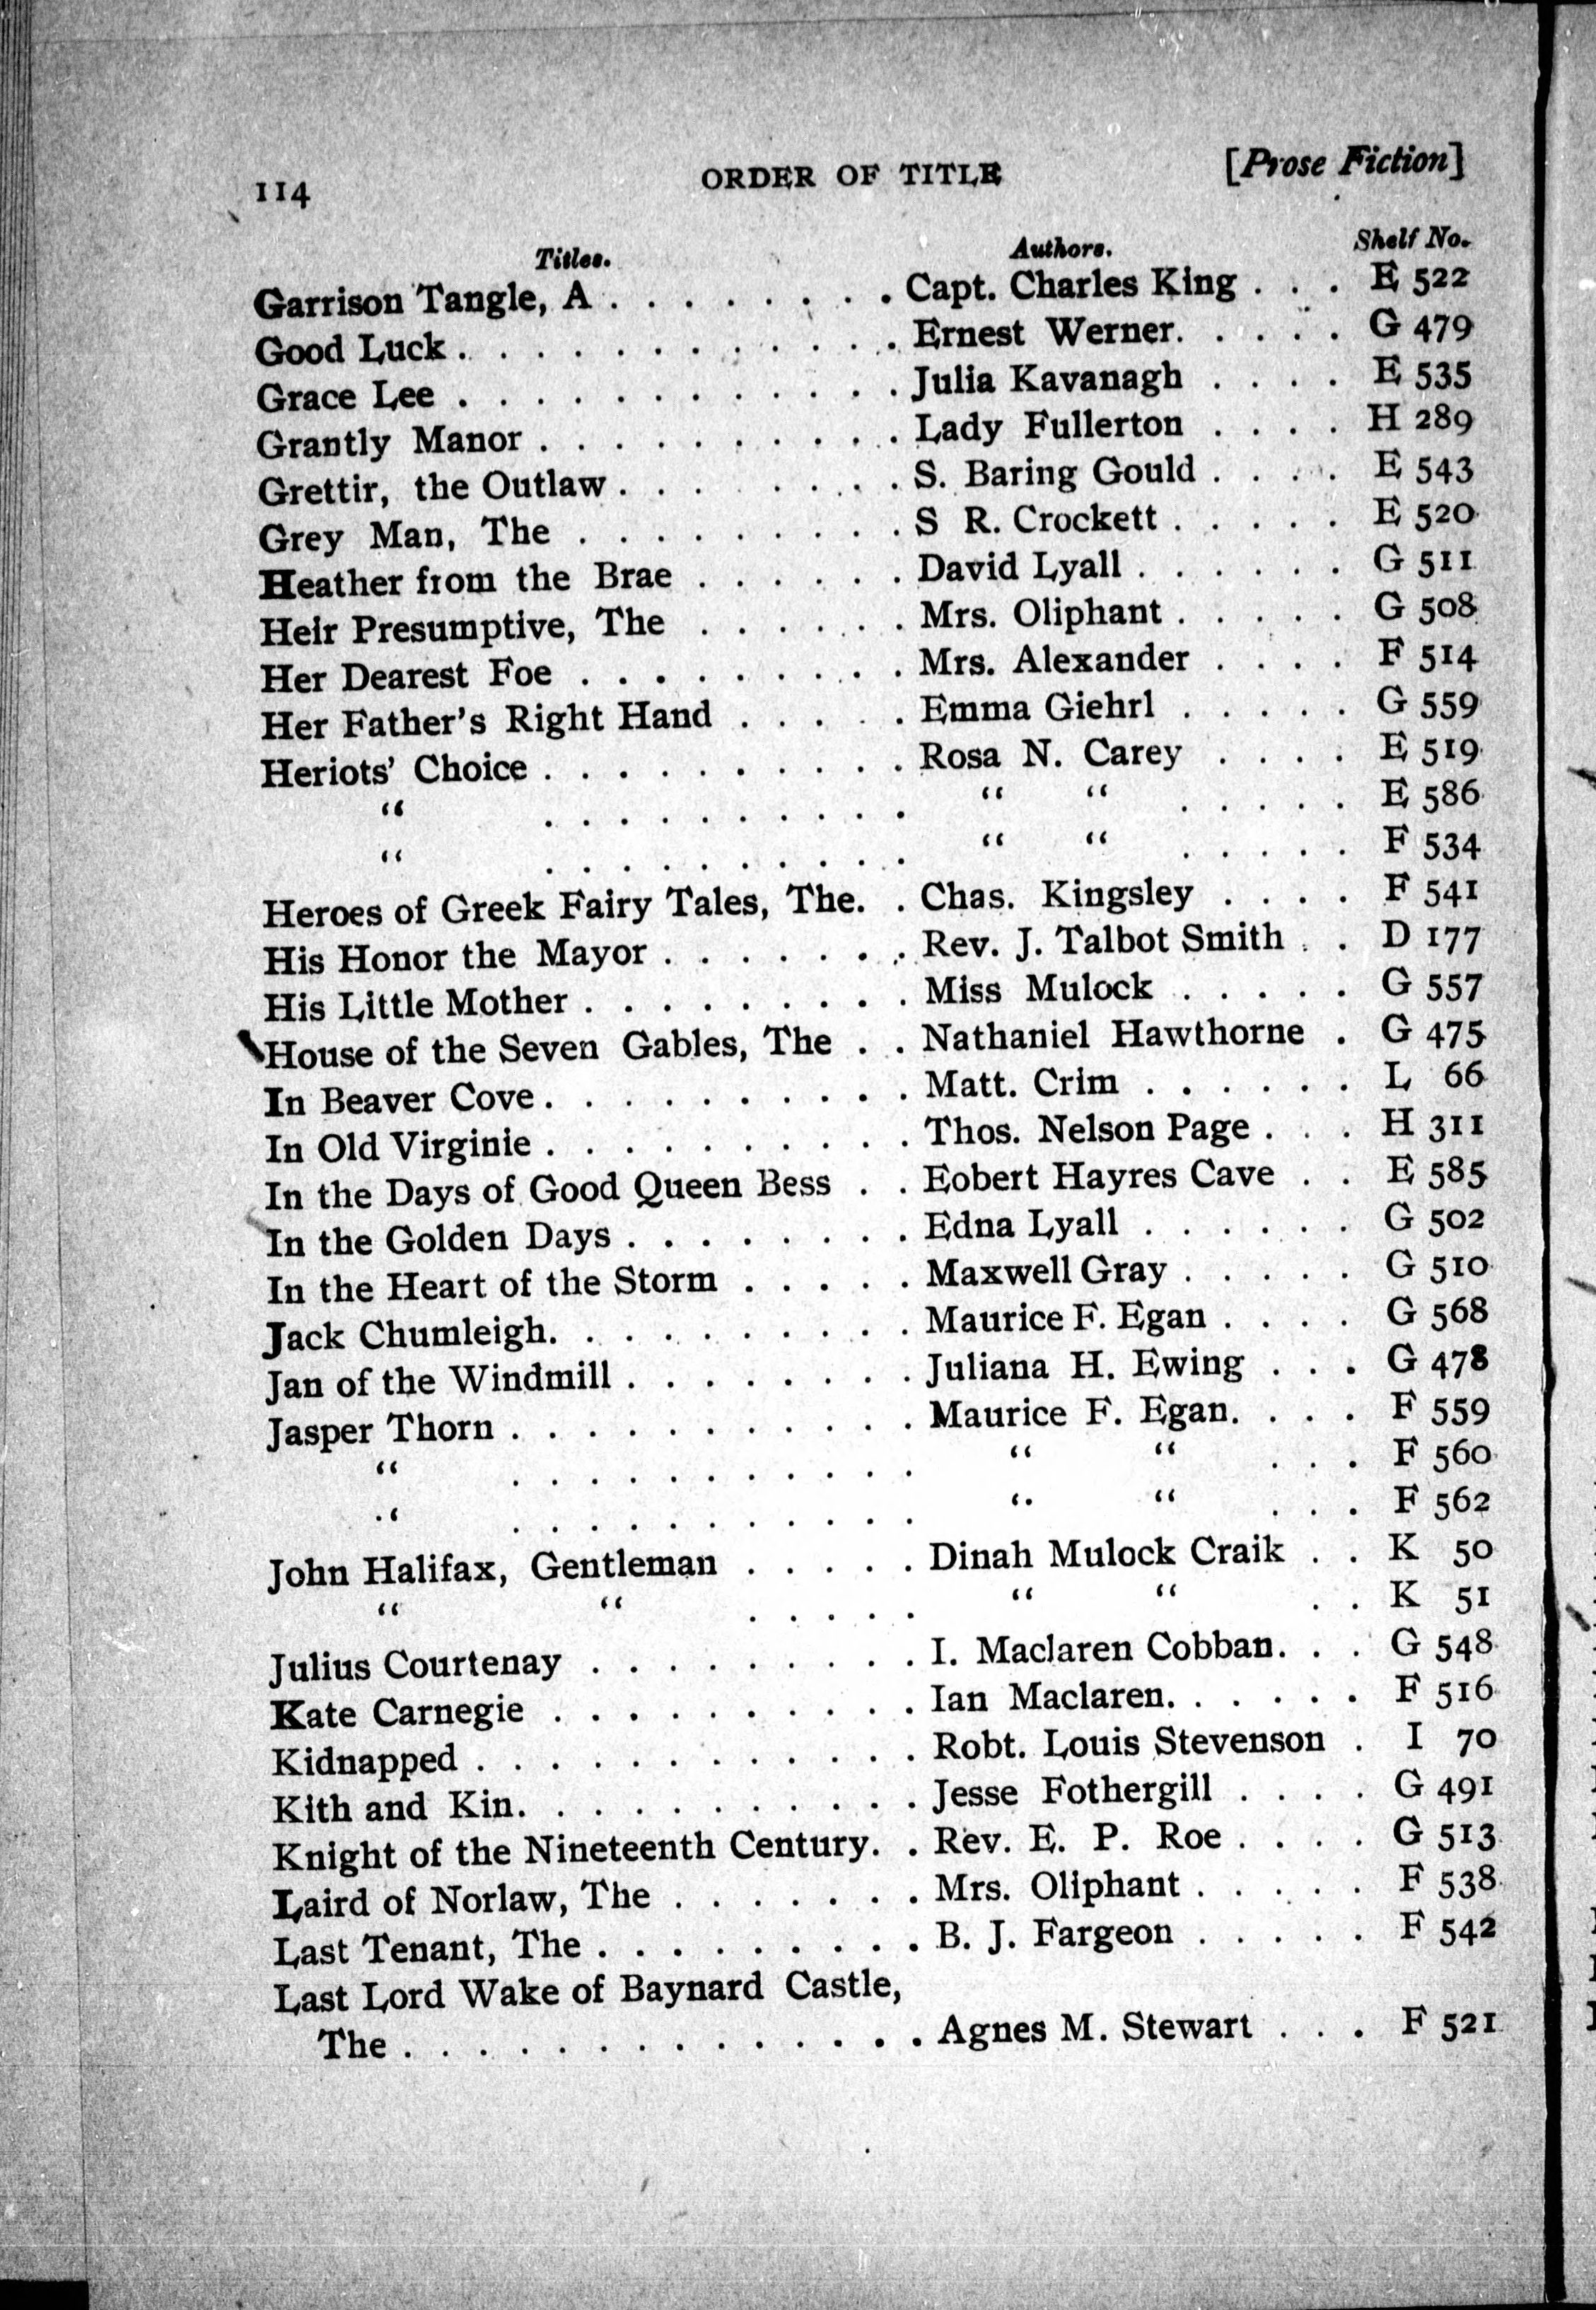 114 ORDER OF TITLE [Prose Fiction]
Titles. Authors. Shelf No.
Garrison Tangle, A . . . . . . . . Capt. Charles King . . . E 522
Good Luck . . . . . . . . . . . . Ernest Werner. . . . . G 479
Grace Lee . . . . . . . . . . . . Julia Kavanagh . . . . E 535
Grantly Manor . . . . . . . . . . Lady Fullerton . . . . H 289
Grettir, the Outlaw . . . . . . . . S. Baring Gould . . . . E 543
Grey Man, The . . . . . . . . . S R. Crockett . . . . . E 520
Heather from the Brae . . . . . . David Lyall . . . . . . G 511
Heir Presumptive, The . . . . . . Mrs. Oliphant . . . . . G 508
Her Dearest Foe . . . . . . . . . Mrs. Alexander . . . . F 514
Her Father's Right Hand . . . . . Emma Giehrl . . . . . G 559
Heriots' Choice . . . . . . . . . . Rosa N. Carey . . . . E 519
“ . . . . . . . . . . “ “ . . . . . E 586
“ . . . . . . . . . . “ “ . . . . . F 534
Heroes of Greek Fairy Tales, The. . Chas. Kingsley . . . . F 541
His Honor the Mayor . . . . . . . Rev. J. Talbot Smith . . D 177
His Little Mother . . . . . . . . . Miss Mulock . . . . . G 557
House of the Seven Gables, The . . Nathaniel Hawthorne . G 475
In Beaver Cove . . . . . . . . . . Matt. Crim . . . . . . L 66
In Old Virginie . . . . . . . . . . Thos. Nelson Page . . . H 311
In the Days of Good Queen Bess . . Eobert Hayres Cave . . E 585
In the Golden Days . . . . . . . . Edna Lyall . . . . . . G 502
In the Heart of the Storm . . . . . Maxwell Gray . . . . . G 510
Jack Chumleigh. . . . . . . . . . Maurice F. Egan . . . . G 568
Jan of the Windmill . . . . . . . . Juliana H. Ewing . . . G 478
Jasper Thorn . . . . . . . . . . . Maurice F. Egan. . . . F 559
“ . . . . . . . . . . . “ “ . . . F 560
“ . . . . . . . . . . . “ “ . . . F 562
John Halifax, Gentleman . . . . . Dinah Mulock Craik . . K 50
“ “ . . . . . “ “ . . K 51
Julius Courtenay . . . . . . . . . I. Maclaren Cobban. . . G 548
Kate Carnegie . . . . . . . . . . Ian Maclaren. . . . . . F 516
Kidnapped . . . . . . . . . . . . Robt. Louis Stevenson . I 70
Kith and Kin. . . . . . . . . . . Jesse Fothergill . . . . G 491
Knight of the Nineteenth Century. . Rev. E. P. Roe . . . . G 513
Laird of Norlaw, The . . . . . . . Mrs. Oliphant . . . . . F 538
Last Tenant, The . . . . . . . . . B. J. Fargeon . . . . . F 542
Last Lord Wake of Baynard Castle,
The . . . . . . . . . . . . . . Agnes M. Stewart . . . F 521